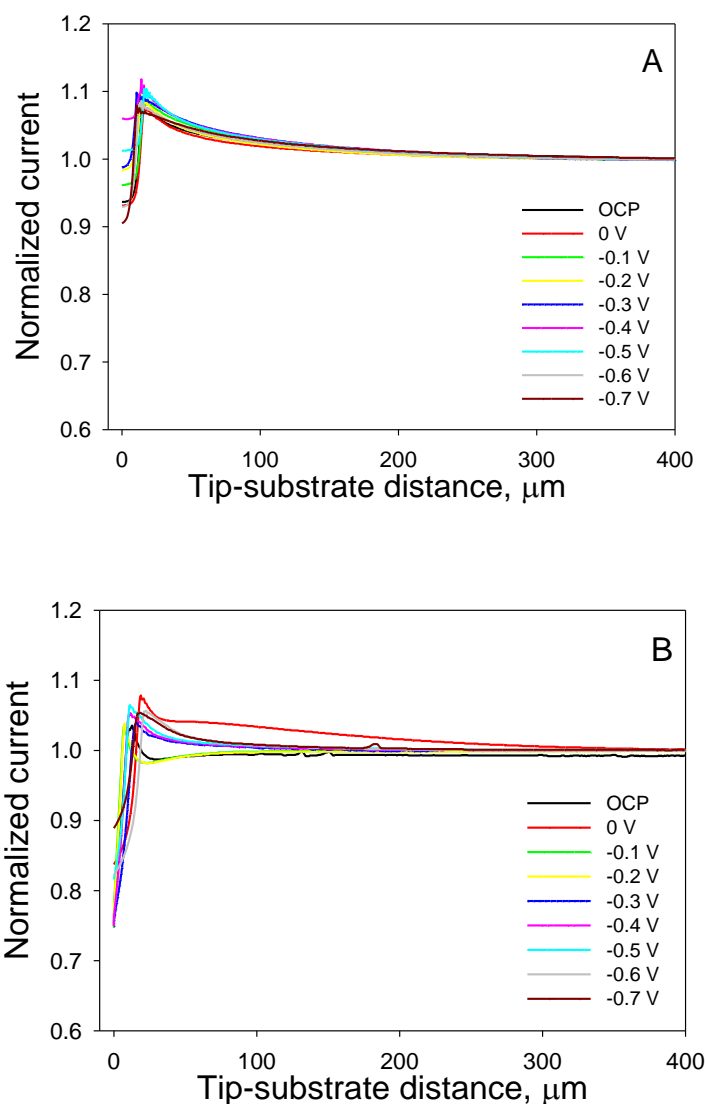 A
1.2
1.1
1.0
0.9
0.8
0.7
0.6
Normalized current
OCP
0 V
-0.1 V
-0.2 V
-0.3 V
-0.4 V
-0.5 V
-0.6 V
-0.7 V
0 100 200 300 400
Tip-substrate distance, μm
B
1.2
1.1
1.0
0.9
0.8
0.7
0.6
Normalized current
OCP
0 V
-0.1 V
-0.2 V
-0.3 V
-0.4 V
-0.5 V
-0.6 V
-0.7 V
0 100 200 300 400
Tip-substrate distance, μm